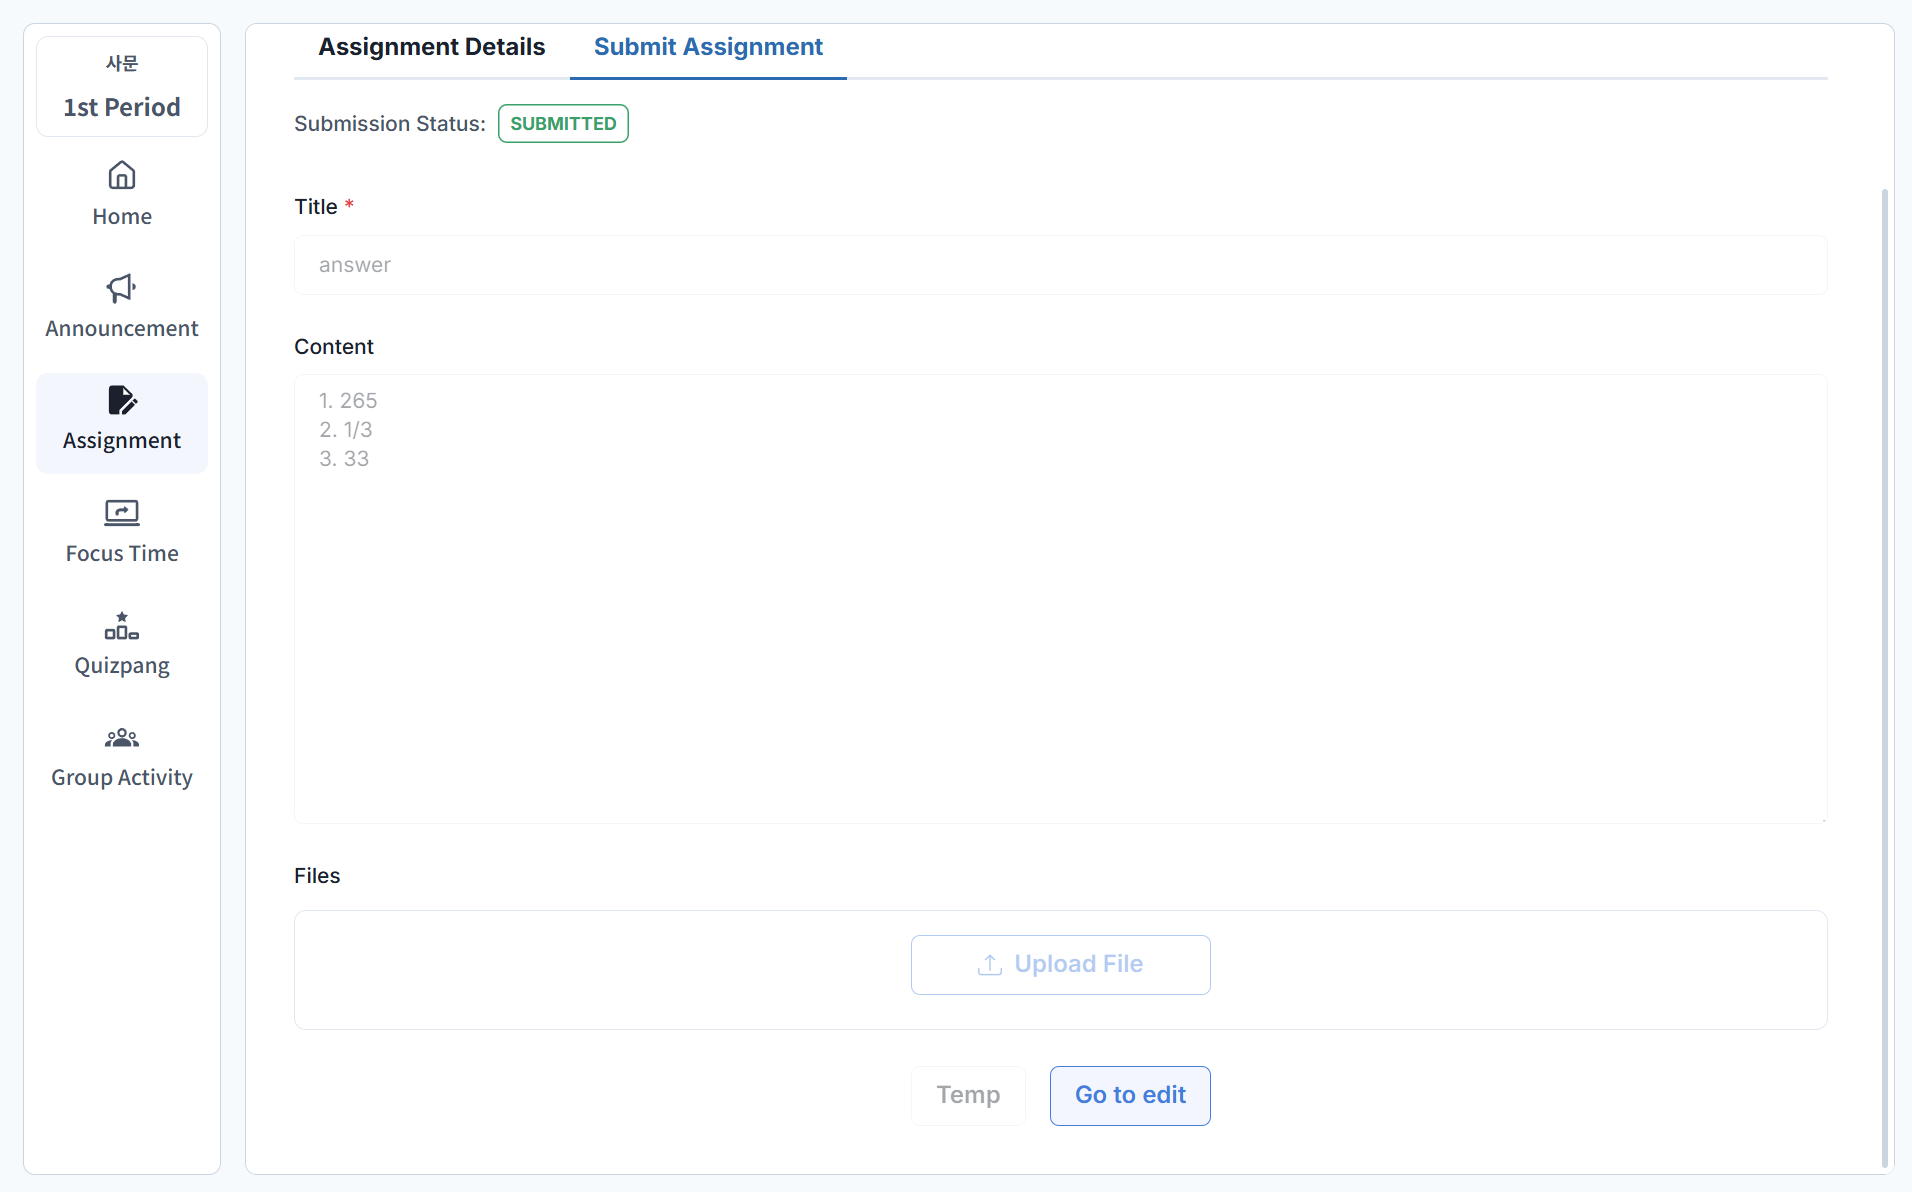 사문
1st Period
Home
Announcement
Assignment
Focus Time
Quizpang
Group Activity
Assignment Details
Submit Assignment
Submission Status: SUBMITTED
Title *
answer
Content
1. 265
2. 1/3
3. 33
Files
Upload File
Temp
Go to edit